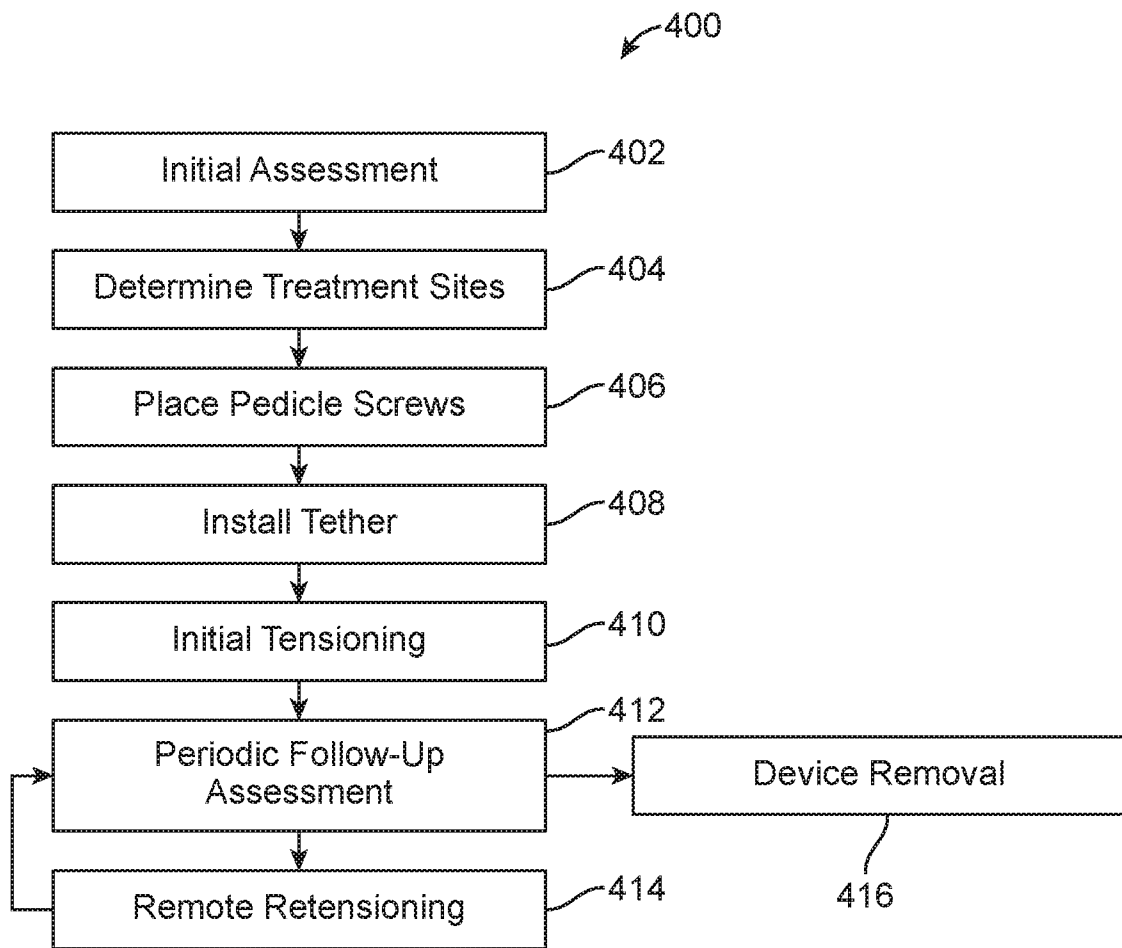 400
Initial Assessment
402
Determine Treatment Sites
404
Place Pedicle Screws
406
Install Tether
408
Initial Tensioning
410
412
Periodic Follow-Up
Assessment
Device Removal
416
Remote Retensioning
414